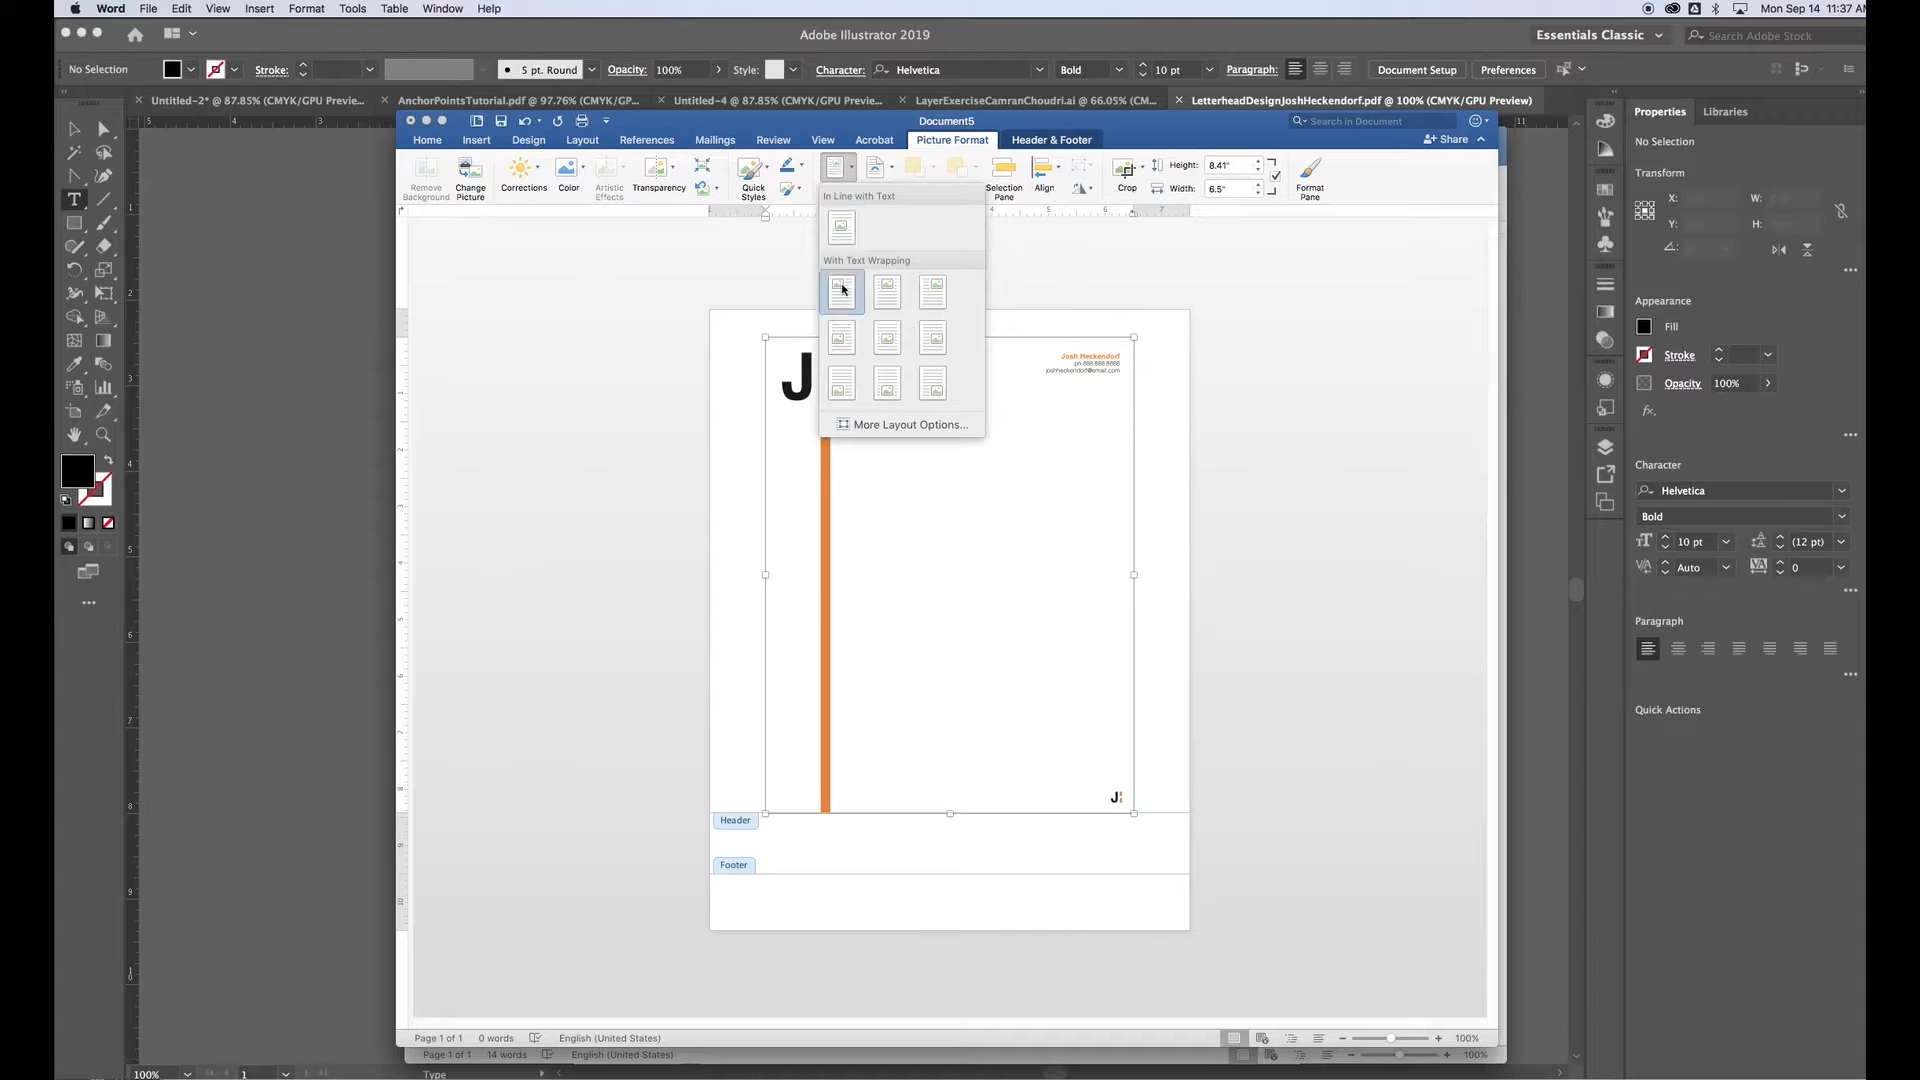 Word File Edit Insert Format Tools Table Window Help
View
Mon Sep 14 11:37 AM
Adobe Illustrator 2019
Essentials Classic
Search Adobe Stock
No Selection
Stroke:
5 pt. Round
Opacity: 100%
Style:
Character: Helvetica
Bold
10 pt
Paragraph:
Document Setup
Preferences
Untitled-2* @ 87.85% (CMYK/GPU Previe...
AnchorPointsTutorial.pdf @ 97.76% (CMYK/GP...
Untitled-4 @ 87.85% (CMYK/GPU Previe...
LayerExerciseCamranChoudri.ai @ 66.05% (CM...
LetterheadDesignJoshHeckendorf.pdf @ 100% (CMYK/GPU Preview)
Document5
Search in Document
Home Insert Design Layout References Mailings Review View Acrobat Picture Format Header & Footer
Share
Remove Background
Change Picture
Corrections
Color
Artistic Effects
Transparency
Quick Styles
Selection Pane
Align
Crop
Height: 8.41"
Width: 6.5"
Format Pane
In Line with Text
With Text Wrapping
More Layout Options...
J
Josh Heckendorf
ph 888.888.8888
joshheckendorf@email.com
J
Header
Footer
Page 1 of 1 0 words English (United States)
100%
Page 1 of 1 14 words English (United States)
100%
100%
1
Type
Properties Libraries
No Selection
Transform
X: W:
Y: H:
Appearance
Fill
Stroke
Opacity 100%
fx.
Character
Helvetica
Bold
10 pt (12 pt)
Auto 0
Paragraph
Quick Actions